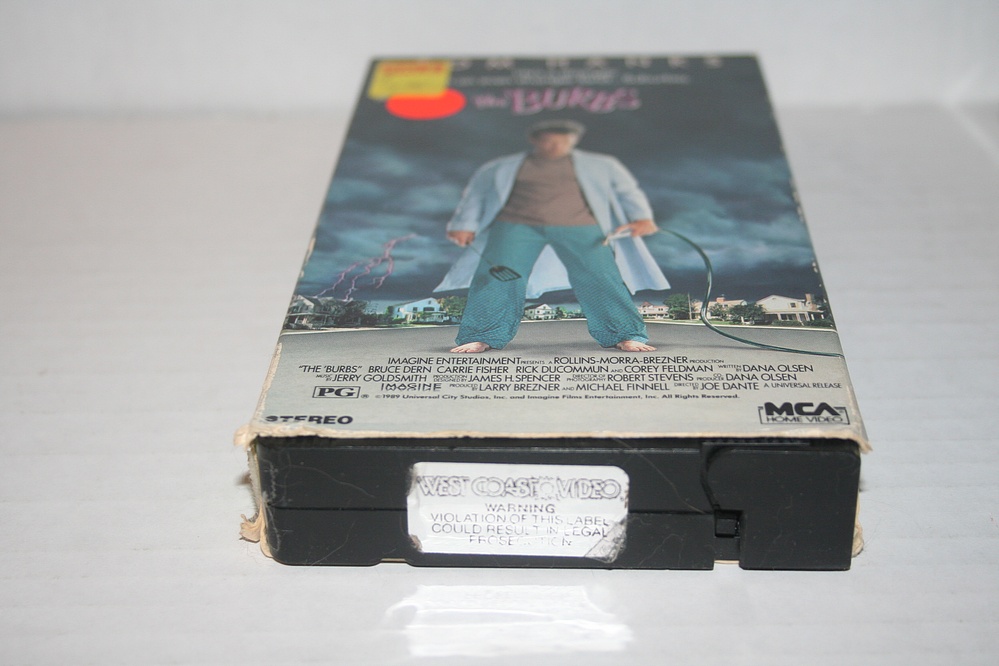 the 'BURBS
IMAGINE ENTERTAINMENT PRESENTS A ROLLINS-MORRA-BREZNER PRODUCTION
"THE 'BURBS" BRUCE DERN CARRIE FISHER RICK DUCOMMUN AND COREY FELDMAN WRITTEN BY DANA OLSEN
MUSIC BY JERRY GOLDSMITH PRODUCTION DESIGNED BY JAMES H. SPENCER DIRECTOR OF PHOTOGRAPHY ROBERT STEVENS CO-PRODUCER DANA OLSEN
PG IMAGINE PRODUCED BY LARRY BREZNER AND MICHAEL FINNELL DIRECTED BY JOE DANTE A UNIVERSAL RELEASE
©1989 Universal City Studios, Inc. and Imagine Films Entertainment, Inc. All Rights Reserved.
STEREO
MCA
HOME VIDEO
WEST COAST VIDEO
WARNING
VIOLATION OF THIS LABEL
COULD RESULT IN LEGAL
PROSECUTION